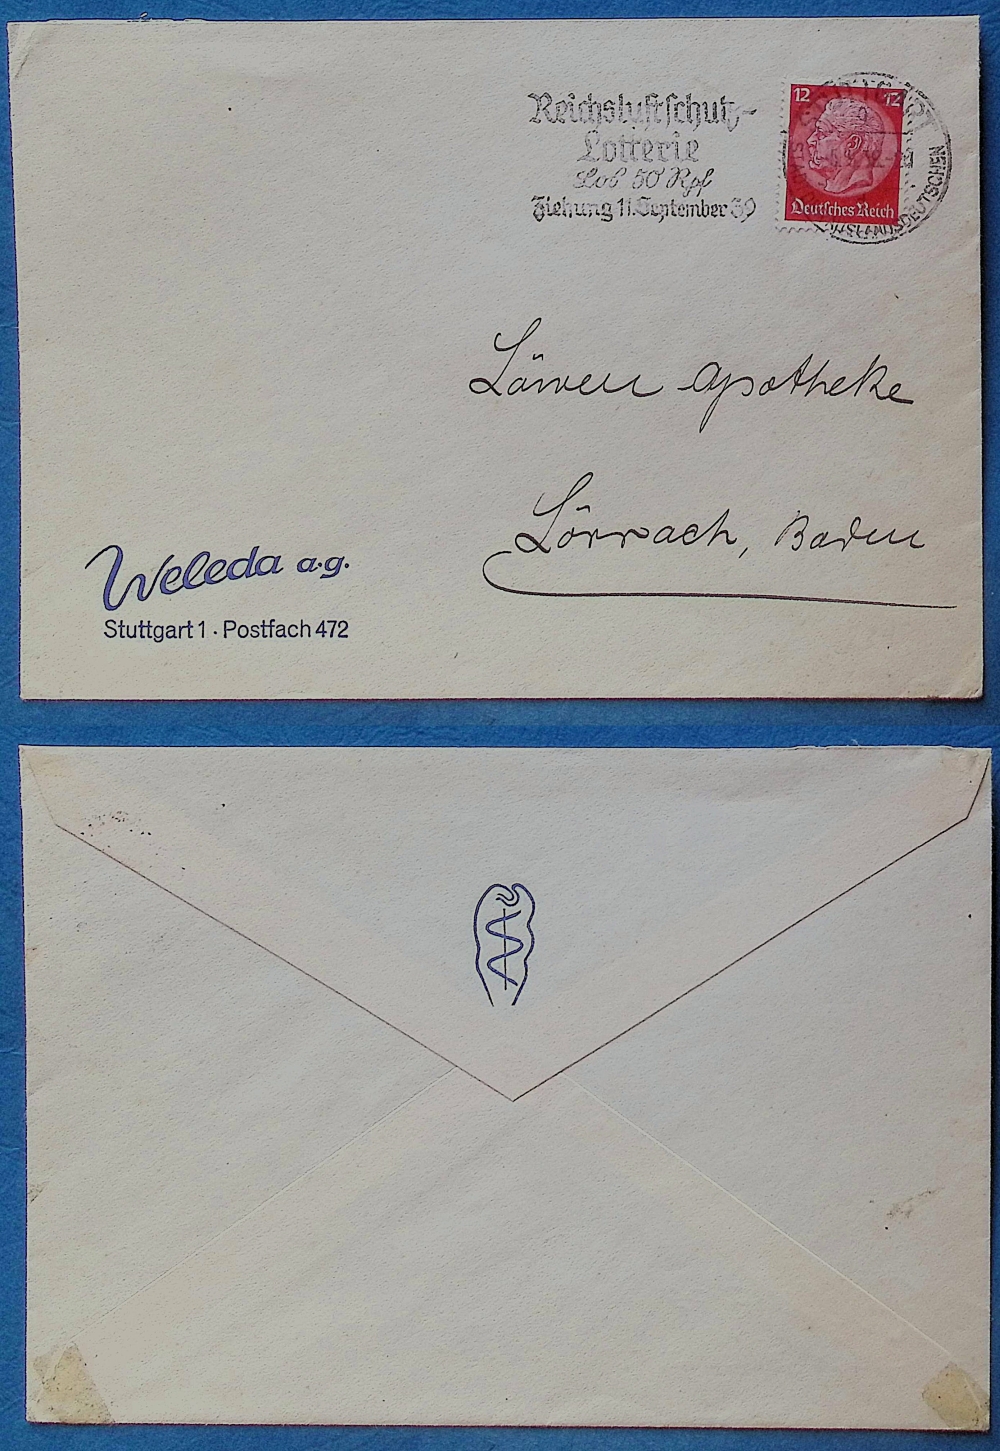 Reichsluftschutz-
Lotterie
Los 50 Rpf
Ziehung 11. September 39
12 12
Deutsches Reich
STUTTGART
AUSLANDSDEUTSCHEN
Löwen Apotheke
Lörrach, Baden
Weleda a.g.
Stuttgart 1 · Postfach 472